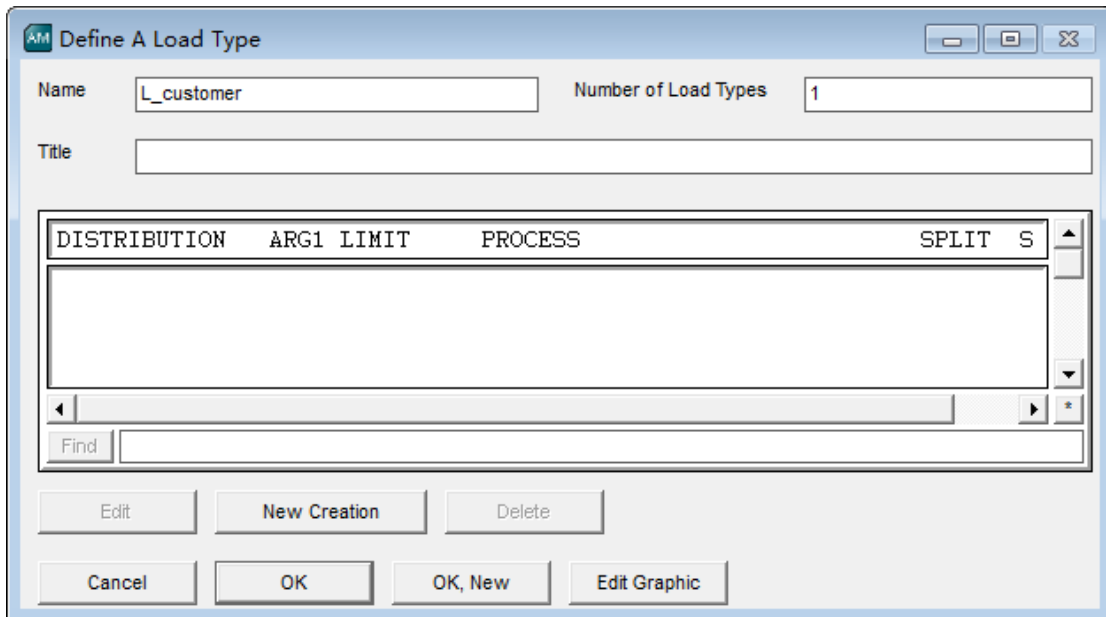 AM Define A Load Type
Name L_customer Number of Load Types 1
Title
DISTRIBUTION ARG1 LIMIT PROCESS SPLIT S
*
Find
Edit New Creation Delete
Cancel OK OK, New Edit Graphic